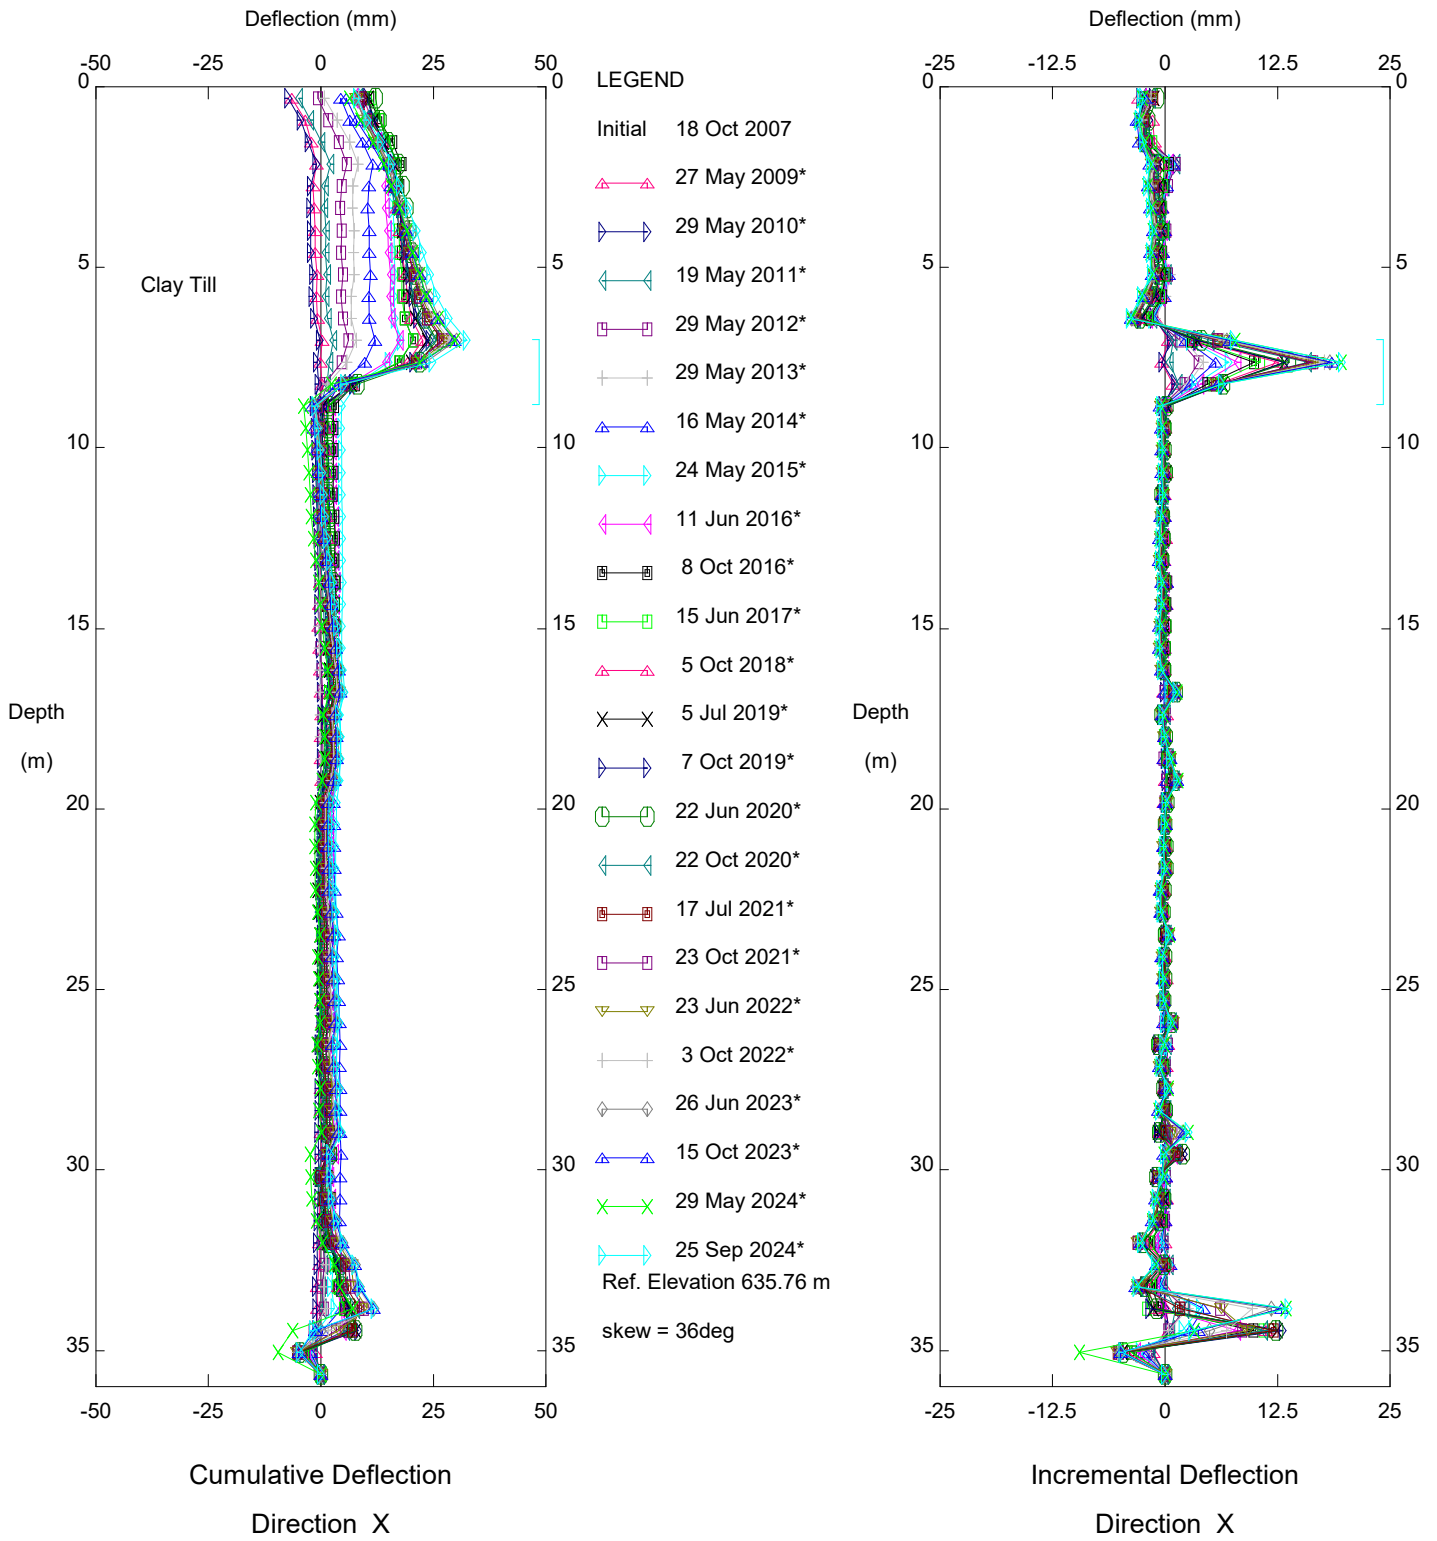 Deflection (mm)
-50 -25 0 25 50
0 0
Clay Till
5 5
10 10
15 15
Depth
(m)
20 20
25 25
30 30
35 35
-50 -25 0 25 50
Cumulative Deflection
Direction X
LEGEND
Initial 18 Oct 2007
27 May 2009*
29 May 2010*
19 May 2011*
29 May 2012*
29 May 2013*
16 May 2014*
24 May 2015*
11 Jun 2016*
8 Oct 2016*
15 Jun 2017*
5 Oct 2018*
5 Jul 2019*
7 Oct 2019*
22 Jun 2020*
22 Oct 2020*
17 Jul 2021*
23 Oct 2021*
23 Jun 2022*
3 Oct 2022*
26 Jun 2023*
15 Oct 2023*
29 May 2024*
25 Sep 2024*
Ref. Elevation 635.76 m
skew = 36deg
Deflection (mm)
-25 -12.5 0 12.5 25
0 0
5 5
10 10
15 15
Depth
(m)
20 20
25 25
30 30
35 35
-25 -12.5 0 12.5 25
Incremental Deflection
Direction X